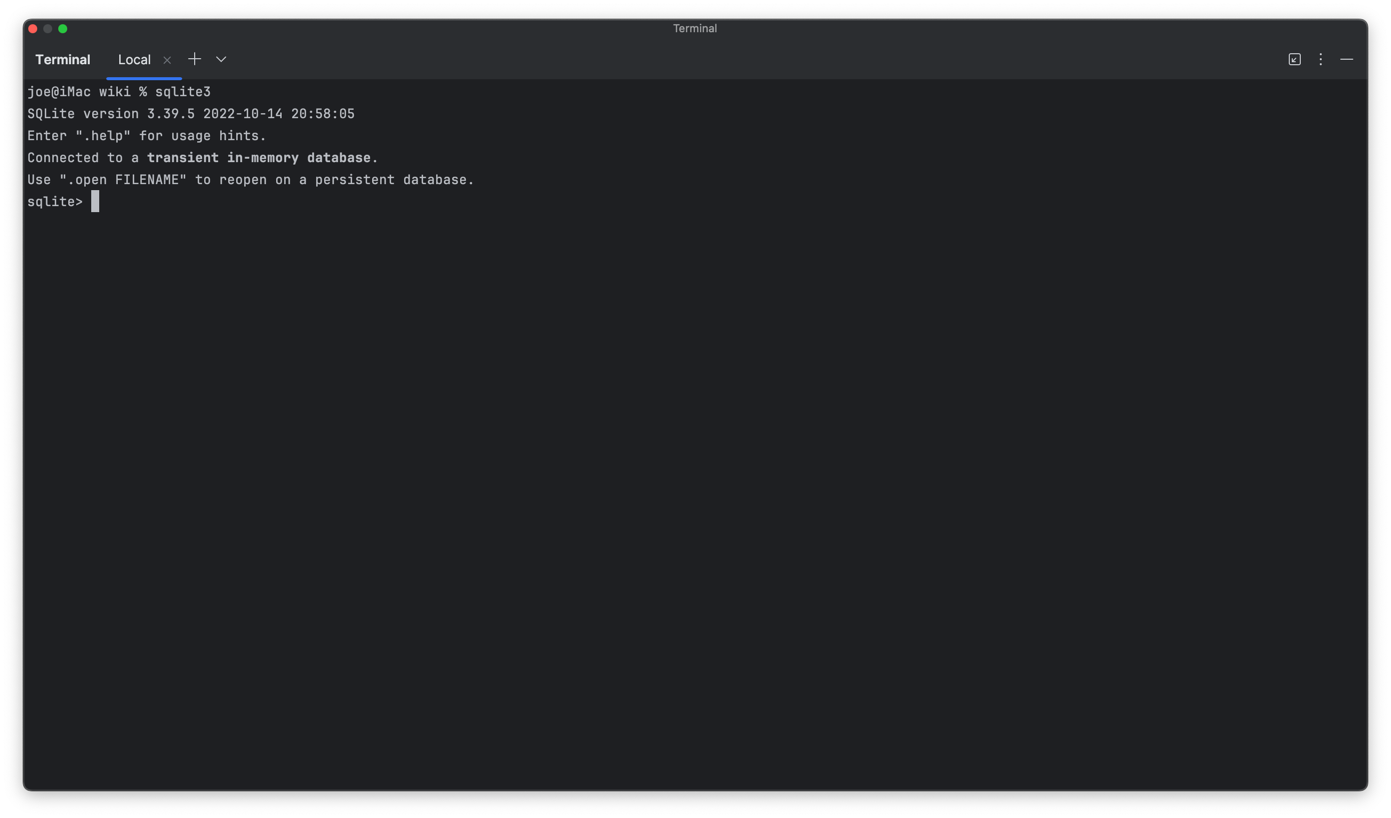 Terminal
Terminal Local
joe@iMac wiki % sqlite3
SQLite version 3.39.5 2022-10-14 20:58:05
Enter ".help" for usage hints.
Connected to a transient in-memory database.
Use ".open FILENAME" to reopen on a persistent database.
sqlite>